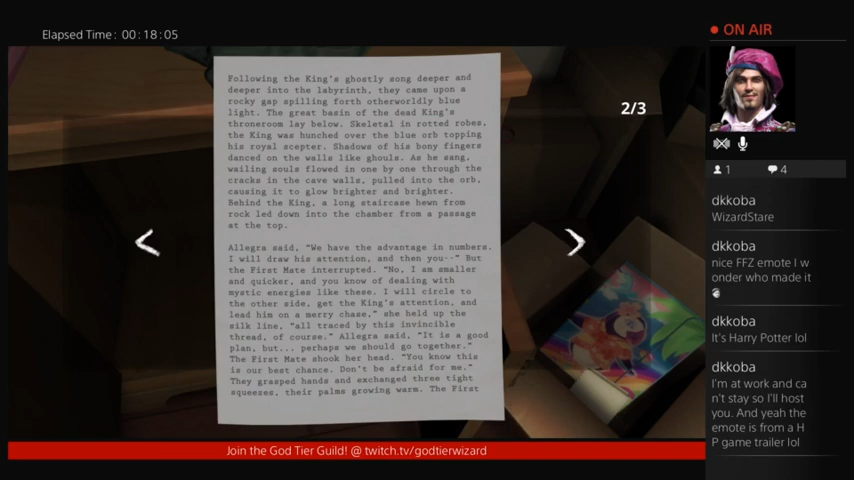 Elapsed Time: 00:18:05
ON AIR
2/3
Following the King's ghostly song deeper and
deeper into the labyrinth, they came upon a
rocky gap spilling forth otherworldly blue
light. The great basin of the dead King's
throneroom lay below. Skeletal in rotted robes,
the King was hunched over the blue orb topping
his royal scepter. Shadows of his bony fingers
danced on the walls like ghouls. As he sang,
wailing souls flowed in one by one through the
cracks in the cave walls, pulled into the orb,
causing it to glow brighter and brighter.
Behind the King, a long staircase hewn from
rock led down into the chamber from a passage
at the top.
Allegra said, "We have the advantage in numbers.
I will draw his attention, and then you--" But
the First Mate interrupted. "No, I am smaller
and quicker, and you know of dealing with
mystic energies like these. I will circle to
the other side, get the King's attention, and
lead him on a merry chase," she held up the
silk line, "all traced by this invincible
thread, of course." Allegra said, "It is a good
plan, but... perhaps we should go together."
The First Mate shook her head. "You know this
is our best chance. Don't be afraid for me."
They grasped hands and exchanged three tight
squeezes, their palms growing warm. The First
1
4
dkkoba
WizardStare
dkkoba
nice FFZ emote I w
onder who made it
dkkoba
It's Harry Potter lol
dkkoba
I'm at work and ca
n't stay so I'll host
you. And yeah the
emote is from a H
P game trailer lol
Join the God Tier Guild! @ twitch.tv/godtierwizard